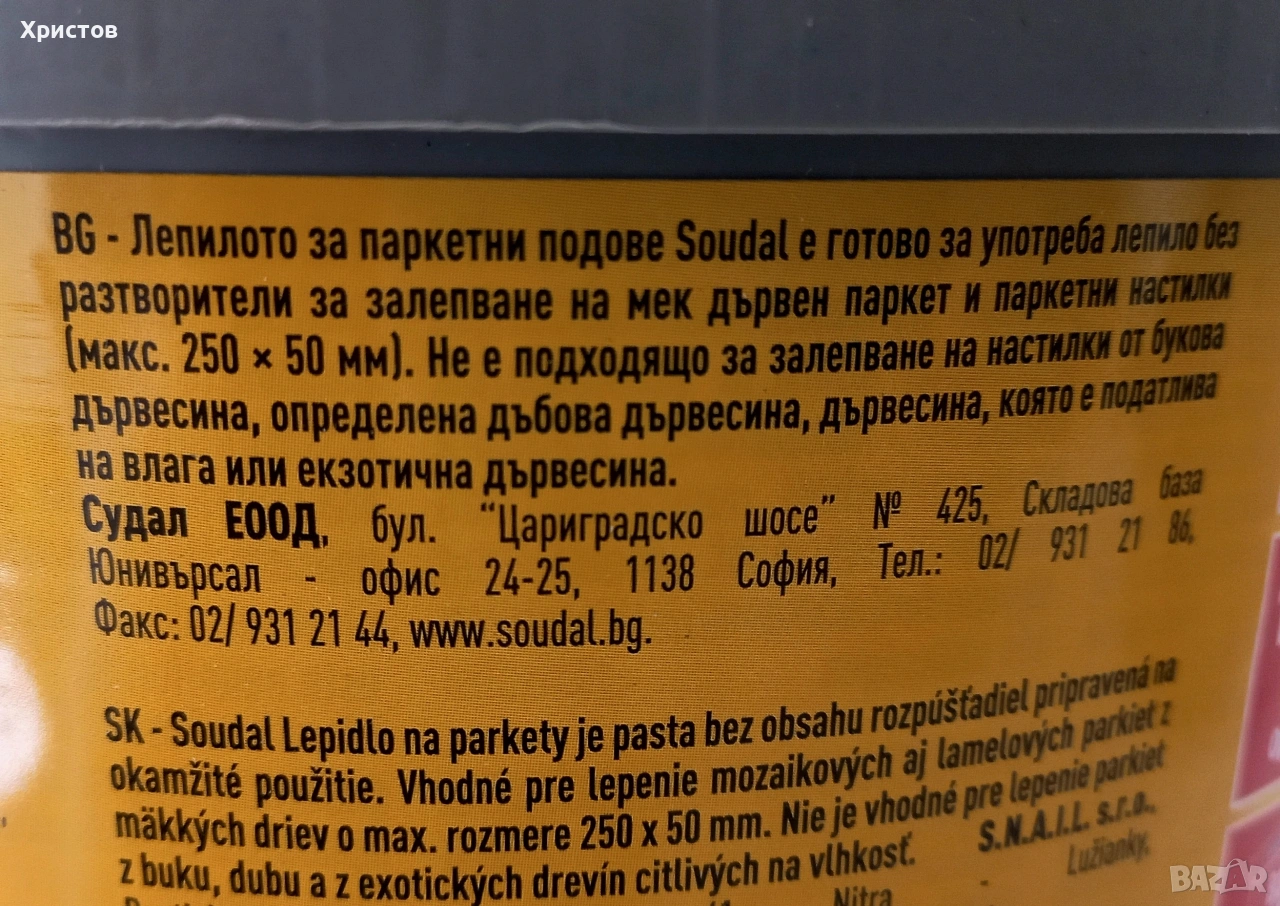 Христов
BG - Лепилото за паркетни подове Soudal е готово за употреба лепило без
разтворители за залепване на мек дървен паркет и паркетни настилки
(макс. 250 × 50 мм). Не е подходящо за залепване на настилки от букова
дървесина, определена дъбова дървесина, дървесина, която е податлива
на влага или екзотична дървесина.
Судал ЕООД, бул. “Цариградско шосе” № 425, Складова база
Юнивърсал - офис 24-25, 1138 София, Тел.: 02/ 931 21 86,
Факс: 02/ 931 21 44, www.soudal.bg.
SK - Soudal Lepidlo na parkety je pasta bez obsahu rozpúšťadiel pripravená na
okamžité použitie. Vhodné pre lepenie mozaikových aj lamelových parkiet z
mäkkých driev o max. rozmere 250 x 50 mm. Nie je vhodné pre lepenie parkiet
z buku, dubu a z exotických drevín citlivých na vlhkosť. S.N.A.I.L. s.r.o.,
Nitra - Lužianky,
BAZAR